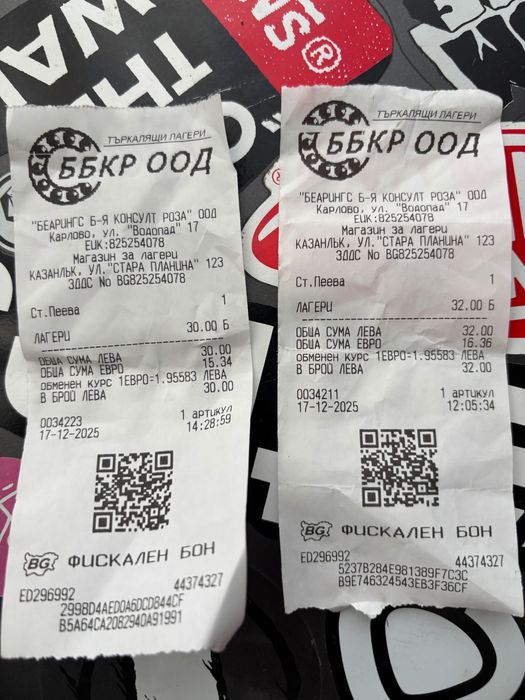 ТЪРКАЛЯЩИ ЛАГЕРИ
ББКР ООД
"БЕАРИНГС Б-Я КОНСУЛТ РОЗА" ООД
Карлово, ул. "Водопад" 17
ЕИК:825254078
Магазин за лагери
КАЗАНЛЪК, УЛ."СТАРА ПЛАНИНА" 123
ЗДДС No BG825254078
Ст.Пеева 1
ЛАГЕРИ 30.00 Б
ОБЩА СУМА ЛЕВА 30.00
ОБЩА СУМА ЕВРО 15.34
обменен курс 1ЕВРО=1.95583 ЛЕВА
В БРОЙ ЛЕВА 30.00
0034223 1 артикул
17-12-2025 14:28:59
BG ФИСКАЛЕН БОН
ED296992 44374327
2998D4AED0A6DCD844CF
B5A64CA2082940A91991
ТЪРКАЛЯЩИ ЛАГЕРИ
ББКР ООД
"БЕАРИНГС Б-Я КОНСУЛТ РОЗА" ООД
Карлово, ул. "Водопад" 17
ЕИК:825254078
Магазин за лагери
КАЗАНЛЪК, УЛ."СТАРА ПЛАНИНА" 123
ЗДДС No BG825254078
Ст.Пеева 1
ЛАГЕРИ 32.00 Б
ОБЩА СУМА ЛЕВА 32.00
ОБЩА СУМА ЕВРО 16.36
обменен курс 1ЕВРО=1.95583 ЛЕВА
В БРОЙ ЛЕВА 32.00
0034211 1 артикул
17-12-2025 12:05:34
BG ФИСКАЛЕН БОН
ED296992 44374327
5237B284E981389F7C3C
B9E746324543EB3F36CF